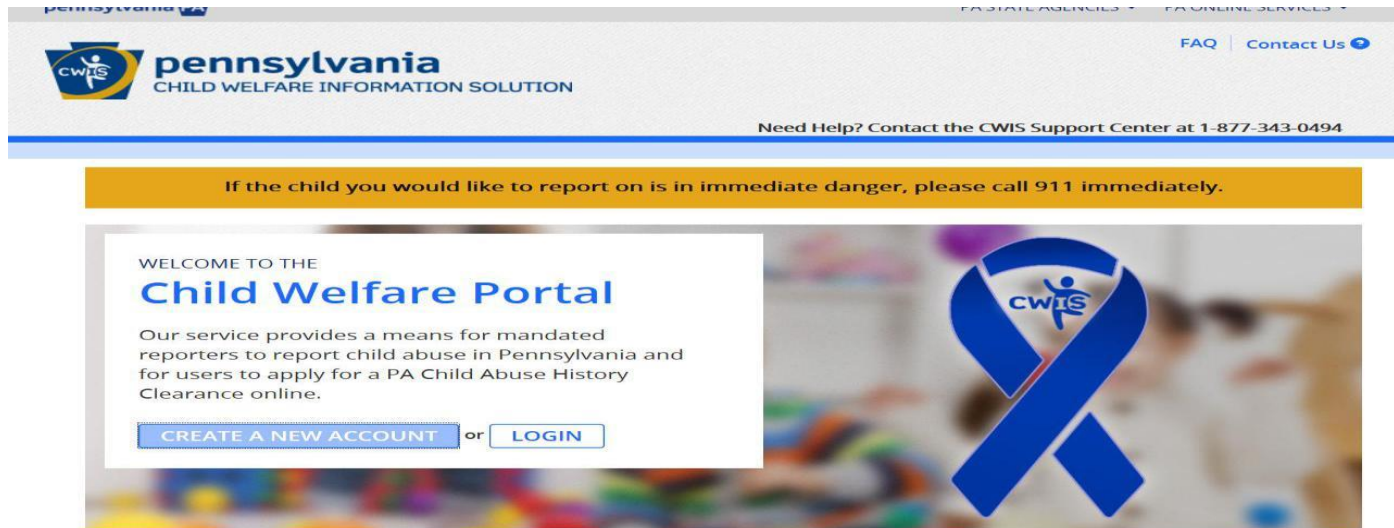 pennsylvania PA
PA STATE AGENCIES
PA ONLINE SERVICES
FAQ
Contact Us ?
CWIS
pennsylvania
CHILD WELFARE INFORMATION SOLUTION
Need Help? Contact the CWIS Support Center at 1-877-343-0494
If the child you would like to report on is in immediate danger, please call 911 immediately.
WELCOME TO THE
Child Welfare Portal
Our service provides a means for mandated
reporters to report child abuse in Pennsylvania and
for users to apply for a PA Child Abuse History
Clearance online.
CREATE A NEW ACCOUNT or LOGIN
CWIS